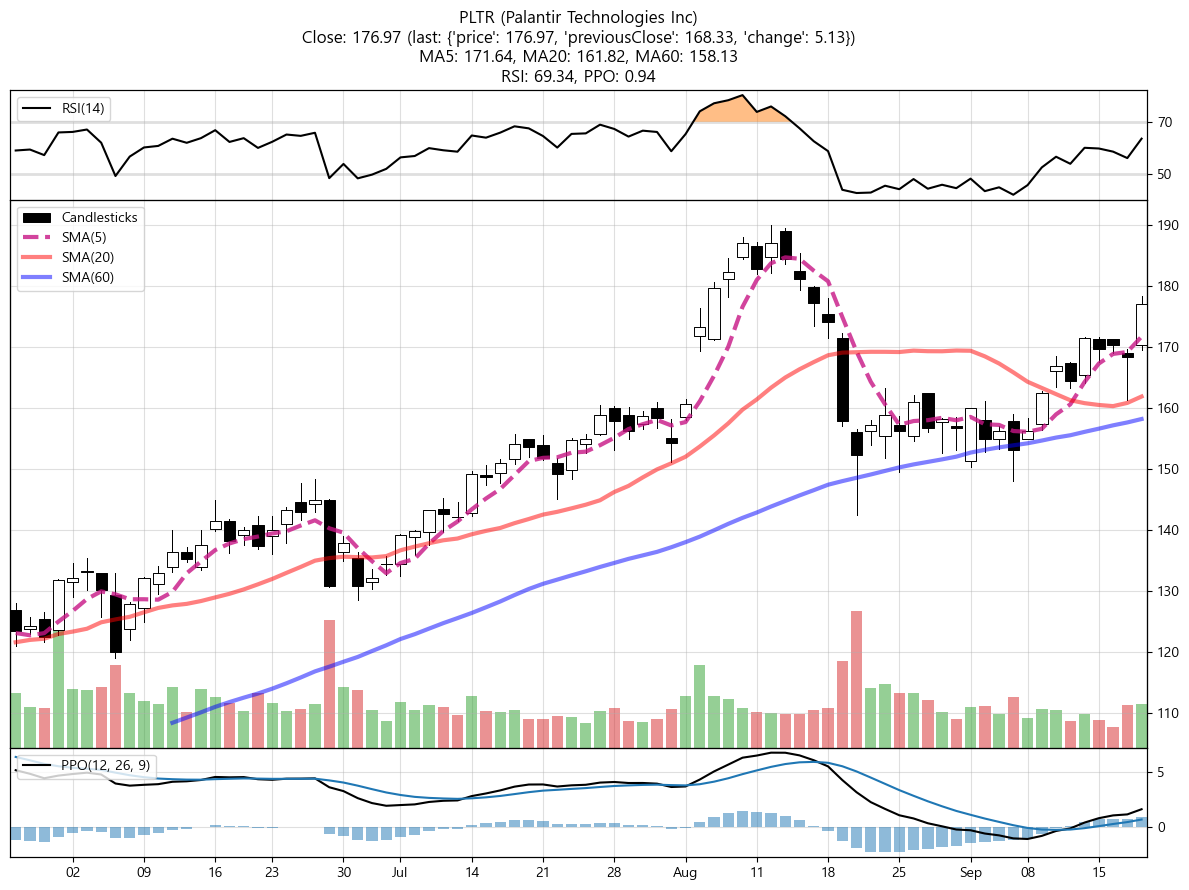 PLTR (Palantir Technologies Inc)
Close: 176.97 (last: {'price': 176.97, 'previousClose': 168.33, 'change': 5.13})
MA5: 171.64, MA20: 161.82, MA60: 158.13
RSI: 69.34, PPO: 0.94
RSI(14)
70
50
Candlesticks
SMA(5)
SMA(20)
SMA(60)
190
180
170
160
150
140
130
120
110
PPO(12, 26, 9)
5
0
02 09 16 23 30 Jul 14 21 28 Aug 11 18 25 Sep 08 15